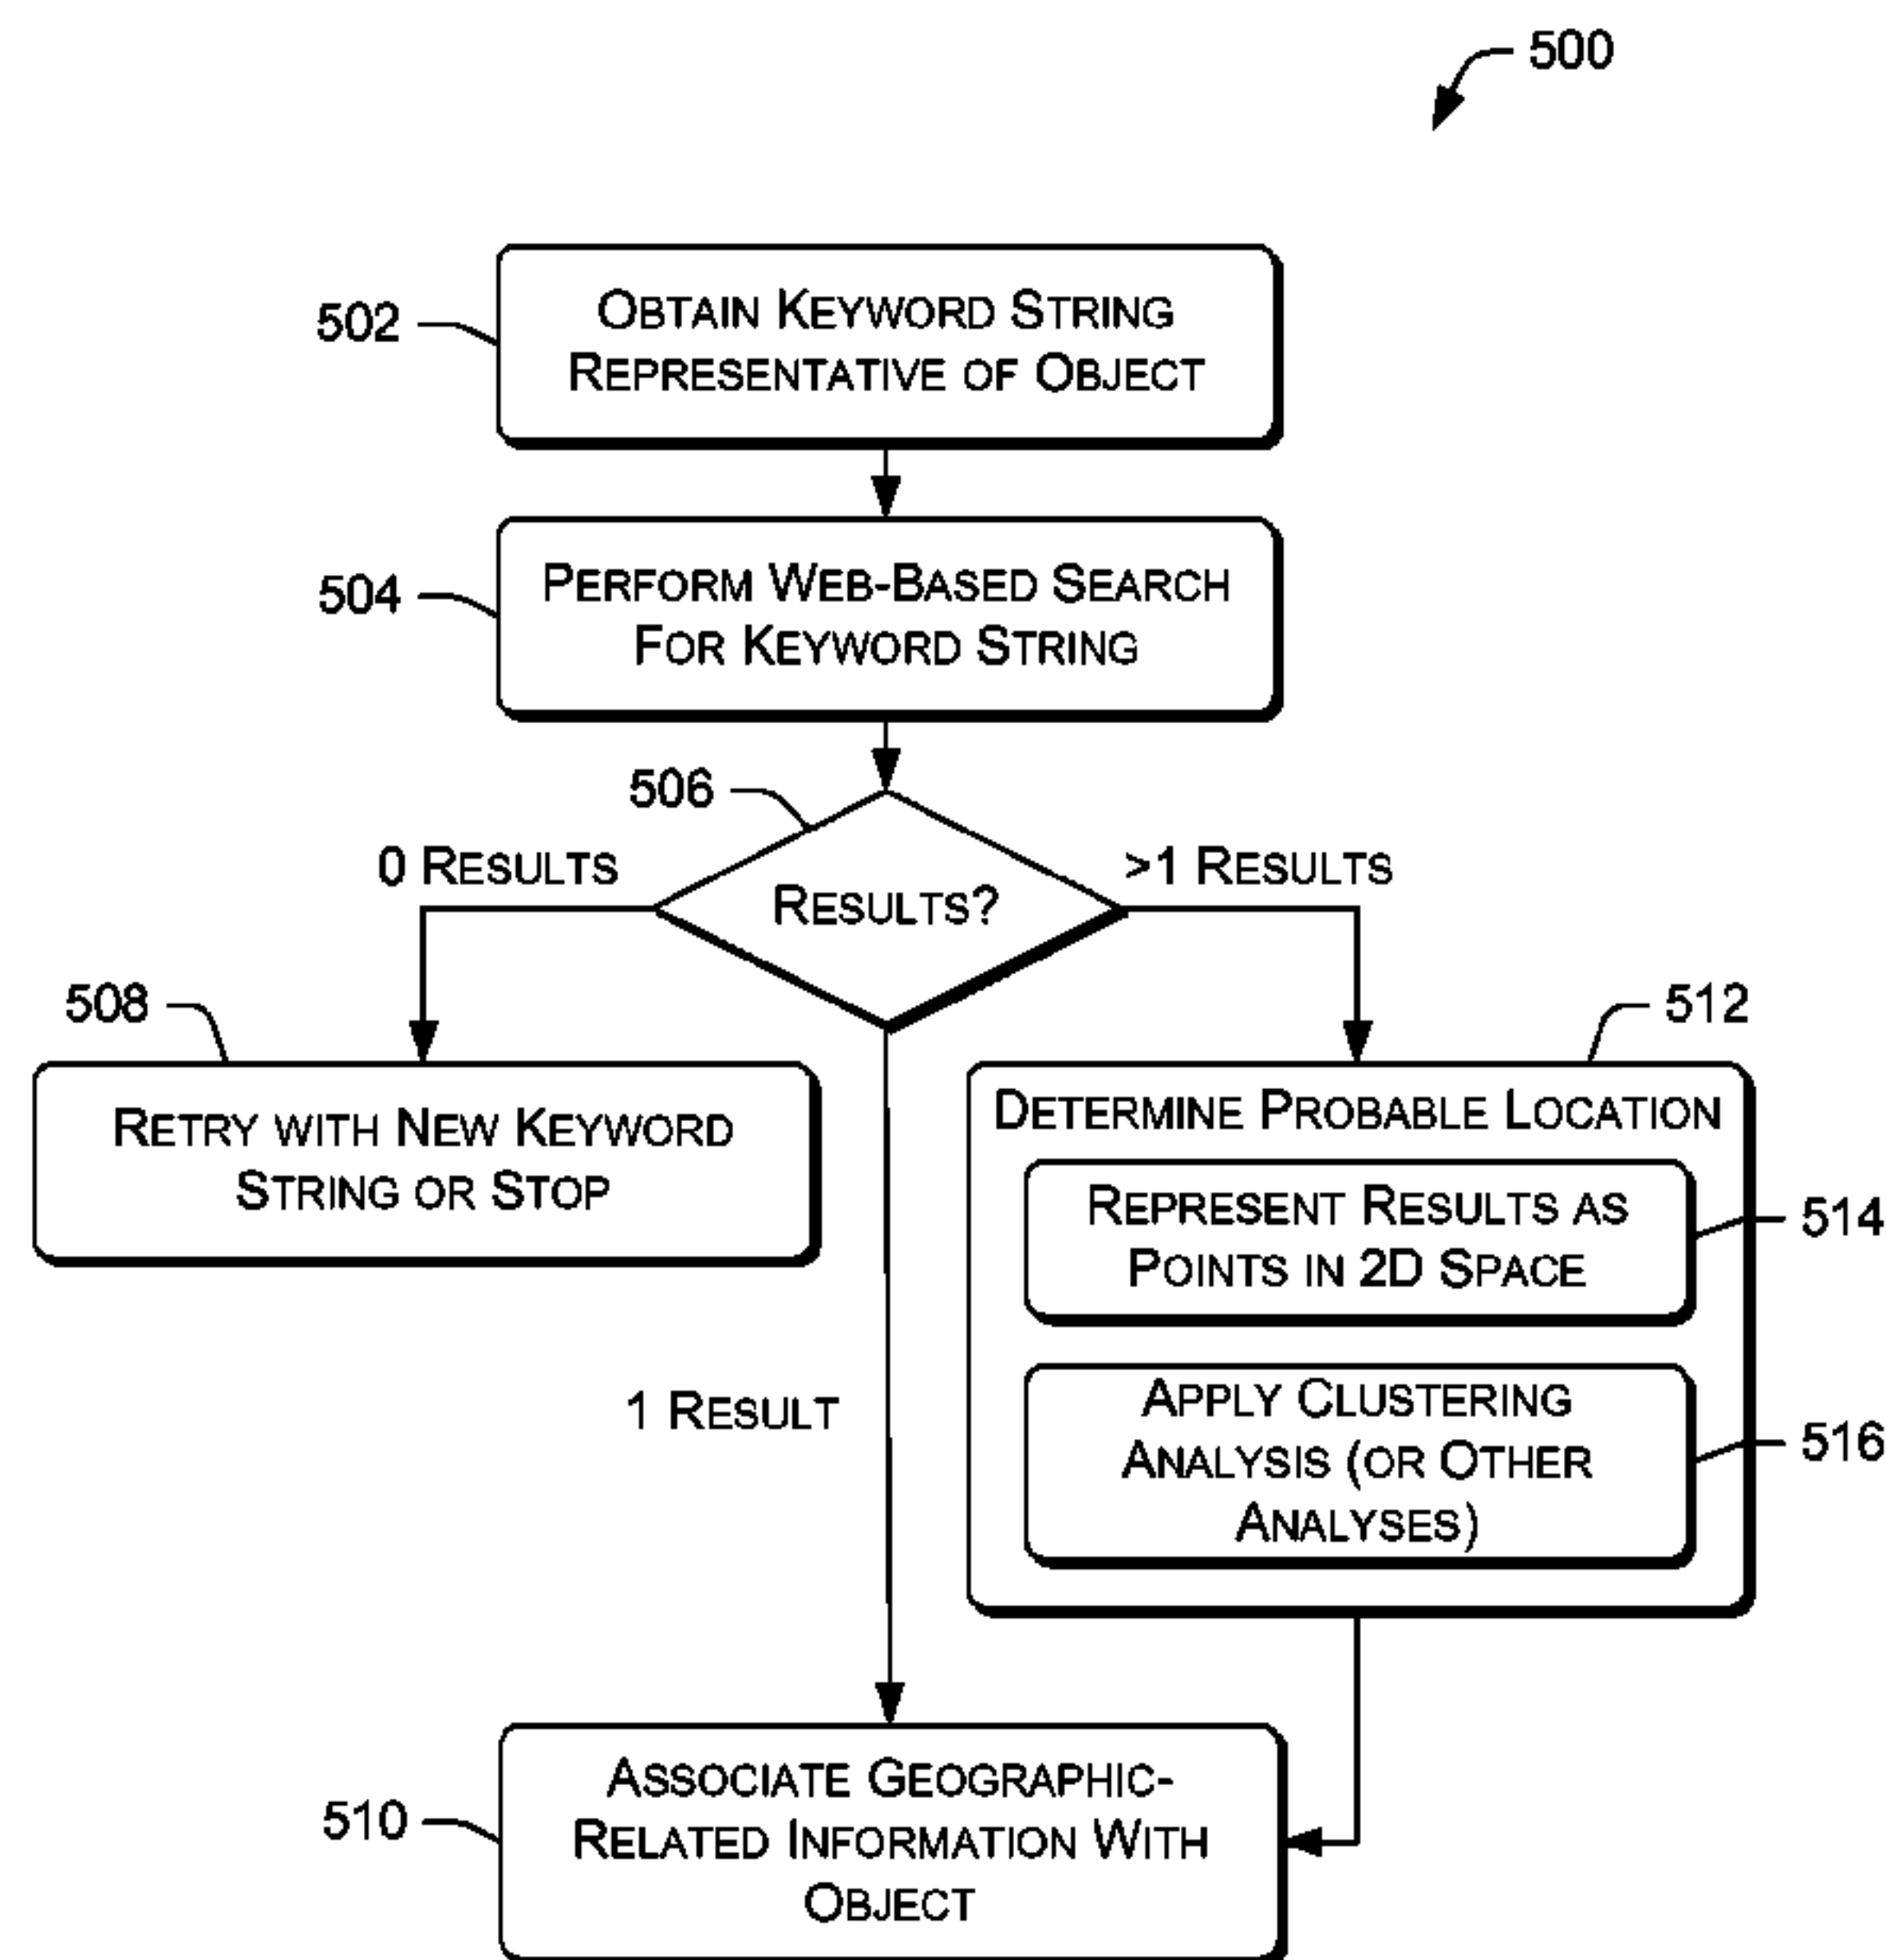 500
502
OBTAIN KEYWORD STRING
REPRESENTATIVE OF OBJECT
504
PERFORM WEB-BASED SEARCH
FOR KEYWORD STRING
506
0 RESULTS
>1 RESULTS
RESULTS?
508
512
RETRY WITH NEW KEYWORD
STRING OR STOP
DETERMINE PROBABLE LOCATION
REPRESENT RESULTS AS
POINTS IN 2D SPACE
514
1 RESULT
APPLY CLUSTERING
ANALYSIS (OR OTHER
ANALYSES)
516
510
ASSOCIATE GEOGRAPHIC-
RELATED INFORMATION WITH
OBJECT